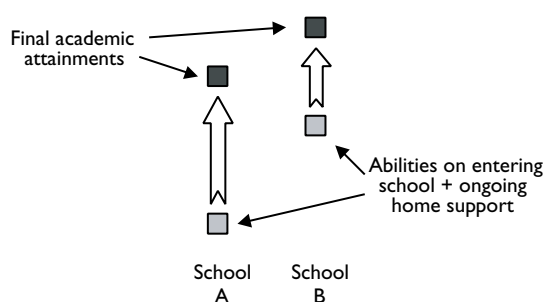 Final academic
attainments
Abilities on entering
school + ongoing
home support
School
A
School
B